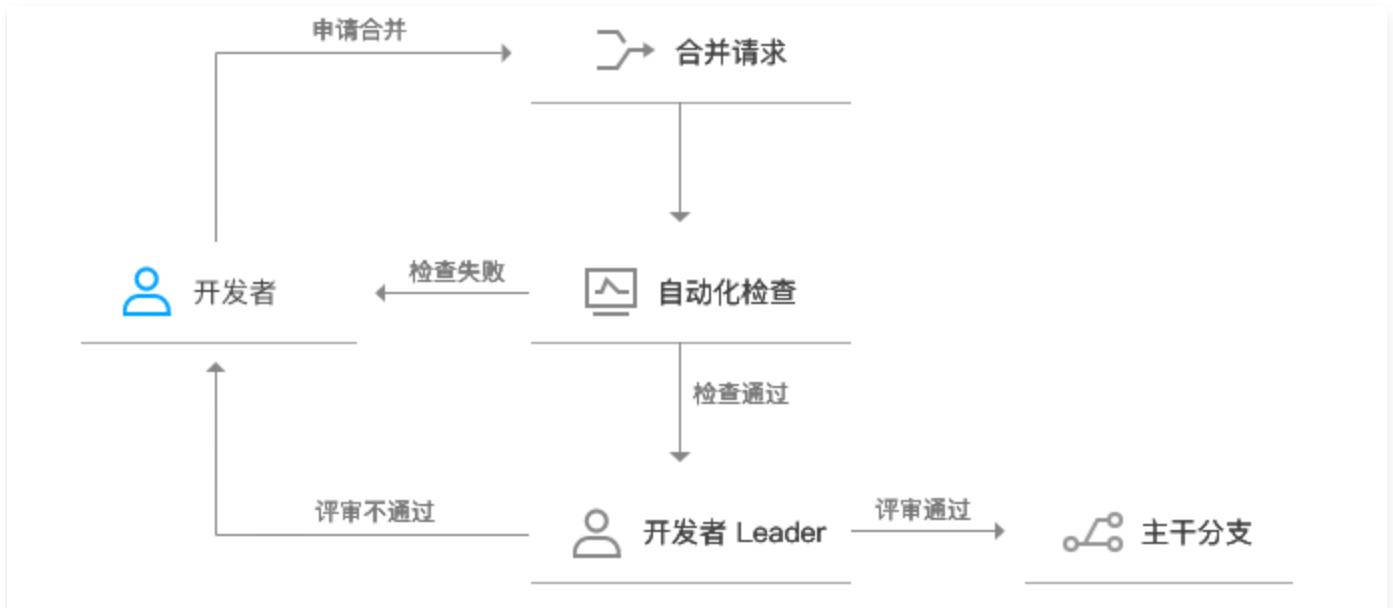 申请合并
合并请求
检查失败
开发者
自动化检查
检查通过
评审不通过
开发者 Leader
评审通过
主干分支